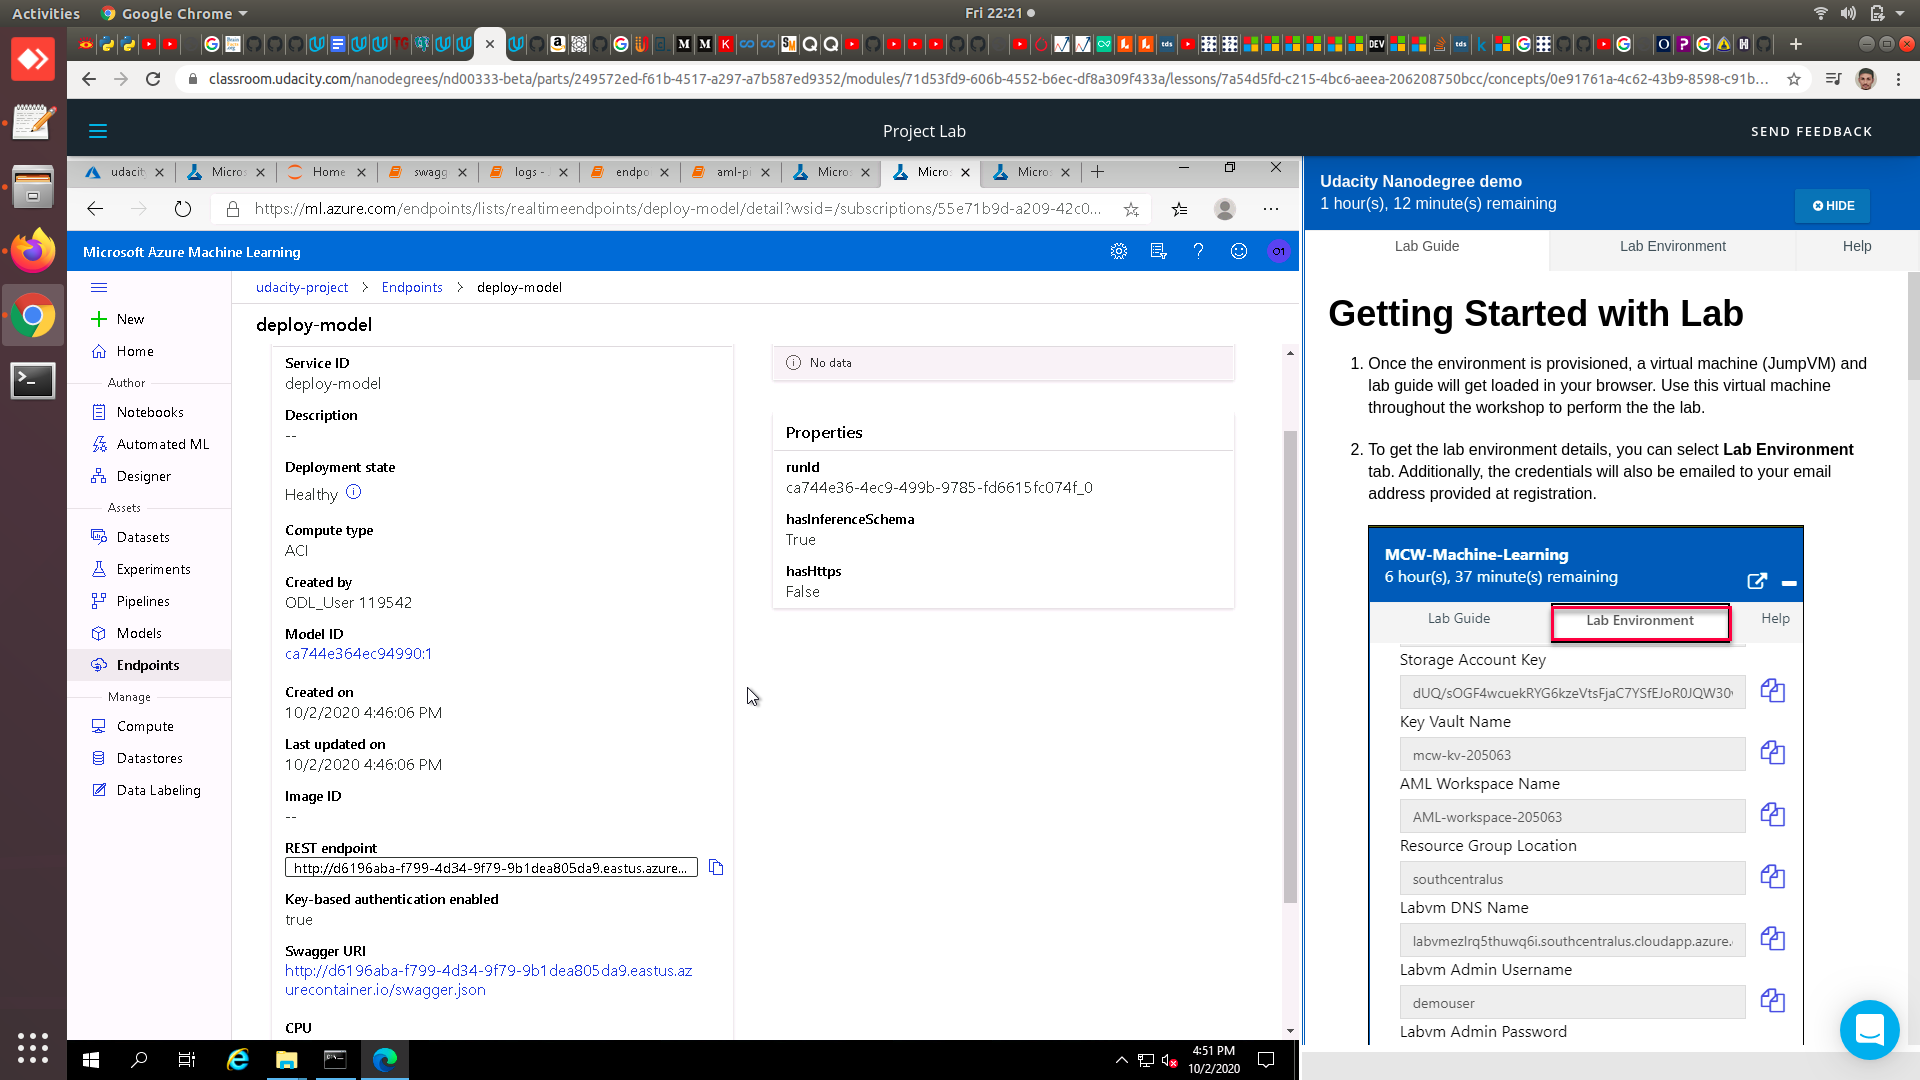 Activities
Google Chrome
Fri 22:21
classroom.udacity.com/nanodegrees/nd00333-beta/parts/249572ed-f61b-4517-a297-a7b587ed9352/modules/71d53fd9-606b-4552-b6ec-df8a309f433a/lessons/7a54d5fd-c215-4bc6-aeea-206208750bcc/concepts/0e91761a-4c62-43b9-8598-c91b...
Project Lab
SEND FEEDBACK
udacit
Micros
Home
swagg
logs -
endpo
aml-pi
Micros
Micros
Micros
https://ml.azure.com/endpoints/lists/realtimeendpoints/deploy-model/detail?wsid=/subscriptions/55e71b9d-a209-42c0...
Microsoft Azure Machine Learning
O1
New
Home
Author
Notebooks
Automated ML
Designer
Assets
Datasets
Experiments
Pipelines
Models
Endpoints
Manage
Compute
Datastores
Data Labeling
udacity-project > Endpoints > deploy-model
deploy-model
Service ID
deploy-model
Description
--
Deployment state
Healthy
Compute type
ACI
Created by
ODL_User 119542
Model ID
ca744e364ec94990:1
Created on
10/2/2020 4:46:06 PM
Last updated on
10/2/2020 4:46:06 PM
Image ID
--
REST endpoint
http://d6196aba-f799-4d34-9f79-9b1dea805da9.eastus.azure...
Key-based authentication enabled
true
Swagger URI
http://d6196aba-f799-4d34-9f79-9b1dea805da9.eastus.az
urecontainer.io/swagger.json
CPU
No data
Properties
runId
ca744e36-4ec9-499b-9785-fd6615fc074f_0
hasInferenceSchema
True
hasHttps
False
4:51 PM
10/2/2020
Udacity Nanodegree demo
1 hour(s), 12 minute(s) remaining
HIDE
Lab Guide
Lab Environment
Help
Getting Started with Lab
1. Once the environment is provisioned, a virtual machine (JumpVM) and
lab guide will get loaded in your browser. Use this virtual machine
throughout the workshop to perform the the lab.
2. To get the lab environment details, you can select Lab Environment
tab. Additionally, the credentials will also be emailed to your email
address provided at registration.
MCW-Machine-Learning
6 hour(s), 37 minute(s) remaining
Lab Guide
Lab Environment
Help
Storage Account Key
dUQ/sOGF4wcuekRYG6kzeVtsFjaC7YSfEJoR0JQW30
Key Vault Name
mcw-kv-205063
AML Workspace Name
AML-workspace-205063
Resource Group Location
southcentralus
Labvm DNS Name
labvmezlrq5thuwq6i.southcentralus.cloudapp.azure.
Labvm Admin Username
demouser
Labvm Admin Password